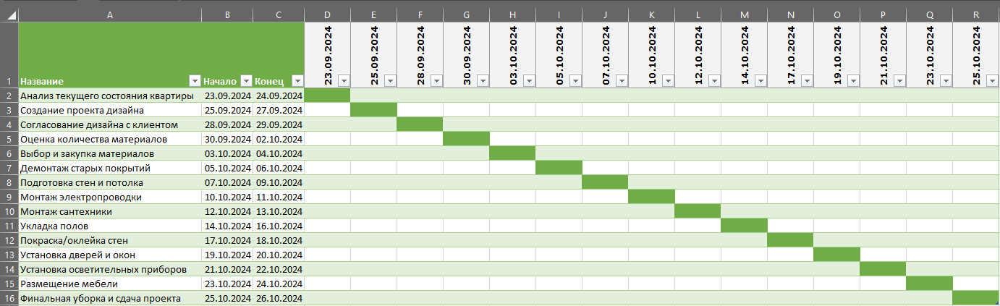 A B C D E F G H I J K L M N O P Q R
1 Название Начало Конец 23.09.2024 25.09.2024 28.09.2024 30.09.2024 03.10.2024 05.10.2024 07.10.2024 10.10.2024 12.10.2024 14.10.2024 17.10.2024 19.10.2024 21.10.2024 23.10.2024 25.10.2024
2 Анализ текущего состояния квартиры 23.09.2024 24.09.2024
3 Создание проекта дизайна 25.09.2024 27.09.2024
4 Согласование дизайна с клиентом 28.09.2024 29.09.2024
5 Оценка количества материалов 30.09.2024 02.10.2024
6 Выбор и закупка материалов 03.10.2024 04.10.2024
7 Демонтаж старых покрытий 05.10.2024 06.10.2024
8 Подготовка стен и потолка 07.10.2024 09.10.2024
9 Монтаж электропроводки 10.10.2024 11.10.2024
10 Монтаж сантехники 12.10.2024 13.10.2024
11 Укладка полов 14.10.2024 16.10.2024
12 Покраска/оклейка стен 17.10.2024 18.10.2024
13 Установка дверей и окон 19.10.2024 20.10.2024
14 Установка осветительных приборов 21.10.2024 22.10.2024
15 Размещение мебели 23.10.2024 24.10.2024
16 Финальная уборка и сдача проекта 25.10.2024 26.10.2024